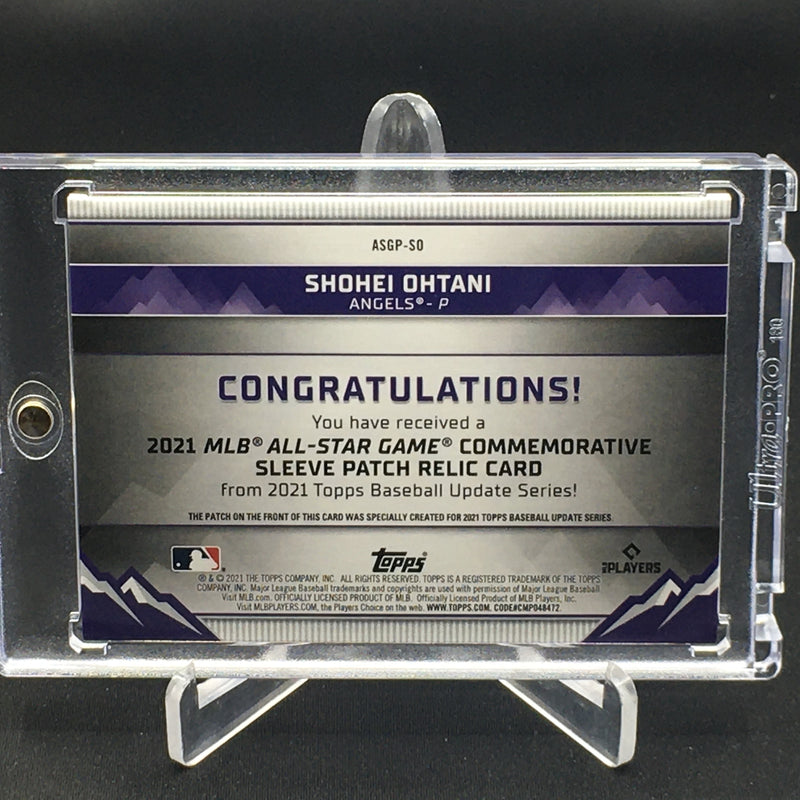 ASGP-SO
SHOHEI OHTANI
ANGELS® - P
CONGRATULATIONS!
You have received a
2021 MLB® ALL-STAR GAME® COMMEMORATIVE
SLEEVE PATCH RELIC CARD
from 2021 Topps Baseball Update Series!
THE PATCH ON THE FRONT OF THIS CARD WAS SPECIALLY CREATED FOR 2021 TOPPS BASEBALL UPDATE SERIES
Topps®
MLB PLAYERS
® & © 2021 THE TOPPS COMPANY, INC. ALL RIGHTS RESERVED. TOPPS IS A REGISTERED TRADEMARK OF THE TOPPS
COMPANY, INC. Major League Baseball trademarks and copyrights are used with permission of Major League Baseball
Visit MLB.com. OFFICIALLY LICENSED PRODUCT OF MLB. Officially Licensed Product of MLB Players, Inc.
Visit MLBPLAYERS.com, the Players Choice on the web. WWW.TOPPS.COM. CODE#CMP048472.
Ultra•PRO® 180